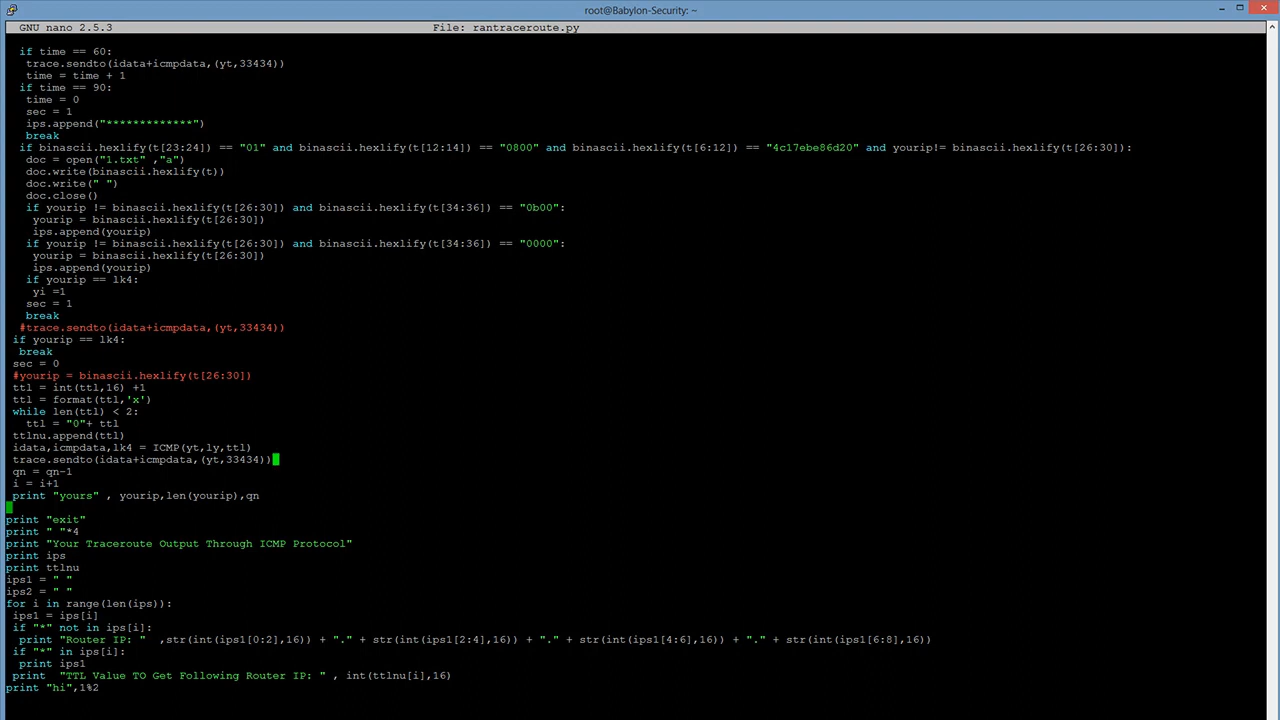 root@Babylon-Security: ~
GNU nano 2.5.3 File: rantraceroute.py
if time == 60:
trace.sendto(idata+icmpdata,(yt,33434))
time = time + 1
if time == 90:
time = 0
sec = 1
ips.append("*************")
break
if binascii.hexlify(t[23:24]) == "01" and binascii.hexlify(t[12:14]) == "0800" and binascii.hexlify(t[6:12]) == "4c17ebe86d20" and yourip!= binascii.hexlify(t[26:30]):
doc = open("1.txt" ,"a")
doc.write(binascii.hexlify(t))
doc.write(" ")
doc.close()
if yourip != binascii.hexlify(t[26:30]) and binascii.hexlify(t[34:36]) == "0b00":
yourip = binascii.hexlify(t[26:30])
ips.append(yourip)
if yourip != binascii.hexlify(t[26:30]) and binascii.hexlify(t[34:36]) == "0000":
yourip = binascii.hexlify(t[26:30])
ips.append(yourip)
if yourip == lk4:
yi =1
sec = 1
break
#trace.sendto(idata+icmpdata,(yt,33434))
if yourip == lk4:
break
sec = 0
#yourip = binascii.hexlify(t[26:30])
ttl = int(ttl,16) +1
ttl = format(ttl,'x')
while len(ttl) < 2:
ttl = "0"+ ttl
ttlnu.append(ttl)
idata,icmpdata,lk4 = ICMP(yt,ly,ttl)
trace.sendto(idata+icmpdata,(yt,33434))
qn = qn-1
i = i+1
print "yours" , yourip,len(yourip),qn
print "exit"
print " "*4
print "Your Traceroute Output Through ICMP Protocol"
print ips
print ttlnu
ips1 = " "
ips2 = " "
for i in range(len(ips)):
ips1 = ips[i]
if "*" not in ips[i]:
print "Router IP: " ,str(int(ips1[0:2],16)) + "." + str(int(ips1[2:4],16)) + "." + str(int(ips1[4:6],16)) + "." + str(int(ips1[6:8],16))
if "*" in ips[i]:
print ips1
print "TTL Value TO Get Following Router IP: " , int(ttlnu[i],16)
print "hi",1%2